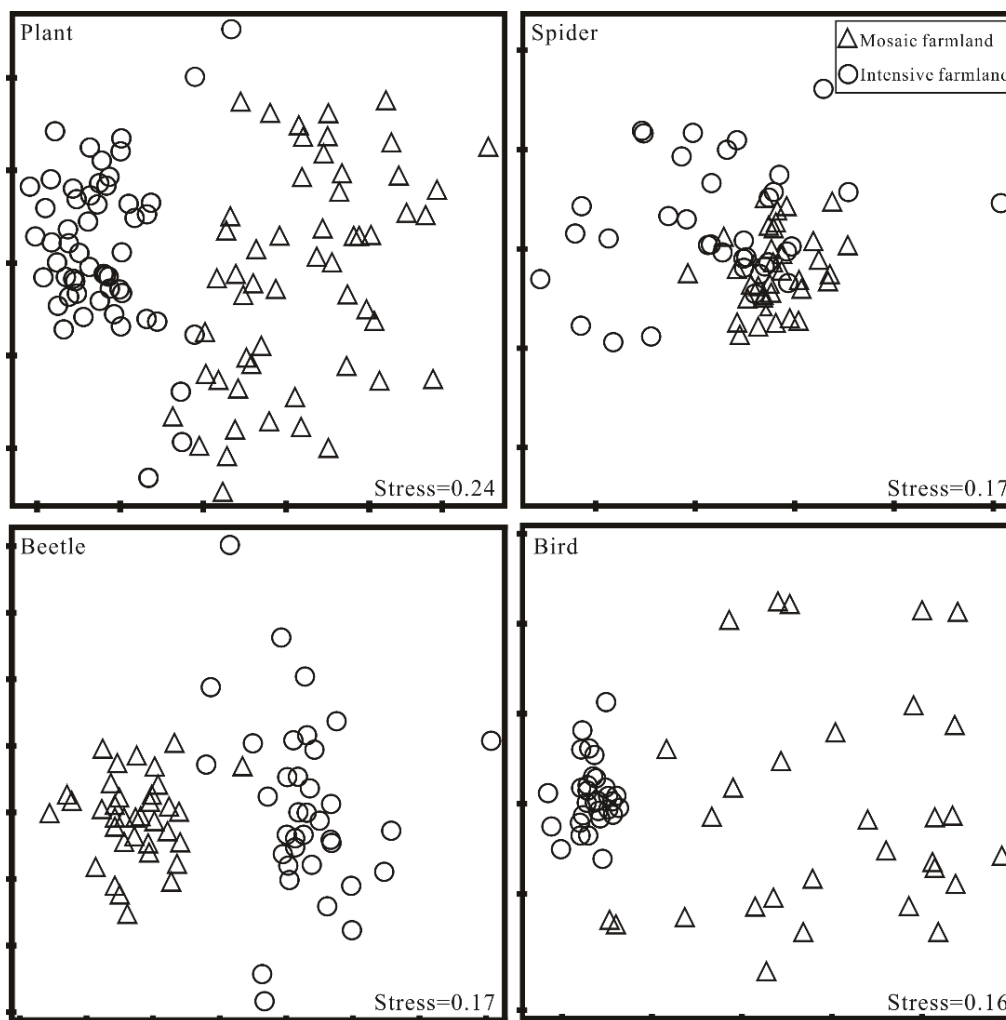 Plant
Stress=0.24
Spider
Mosaic farmland
Intensive farmland
Stress=0.17
Beetle
Stress=0.17
Bird
Stress=0.16